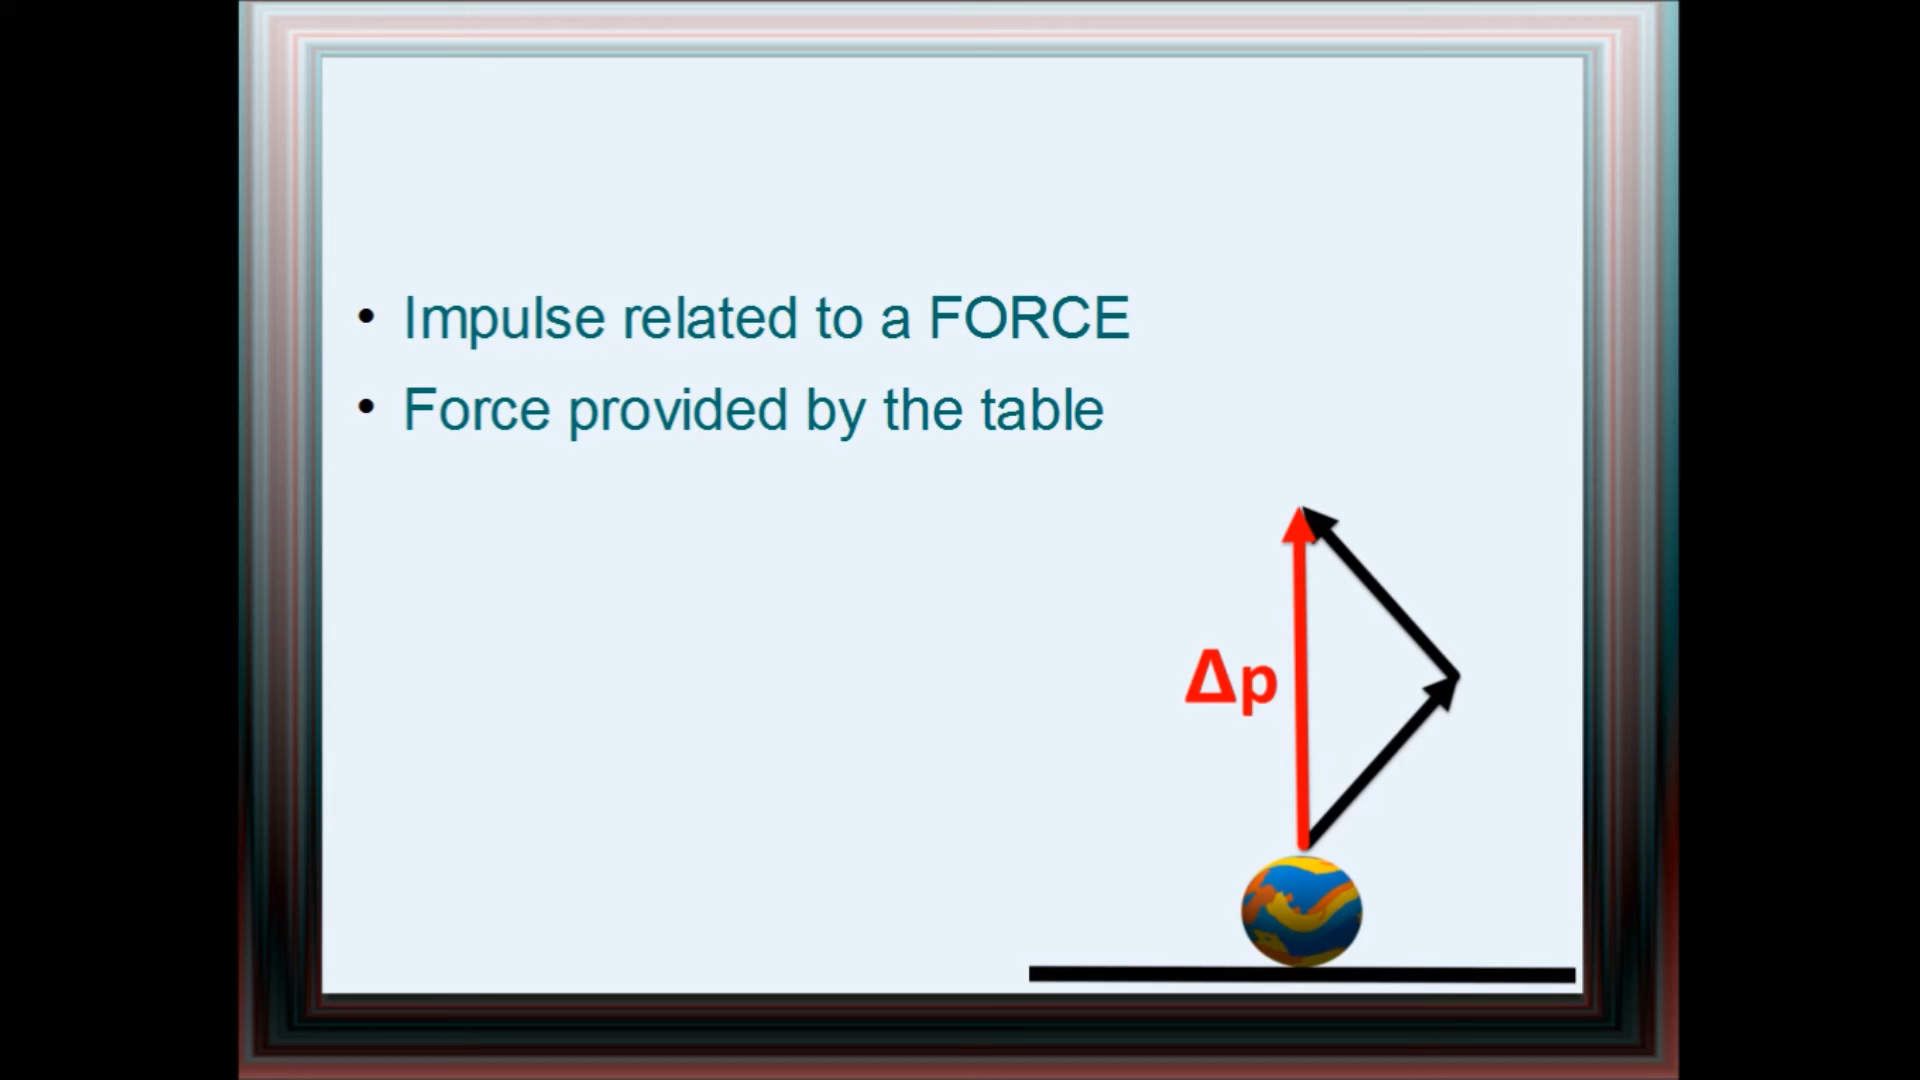 • Impulse related to a FORCE
• Force provided by the table
Δp